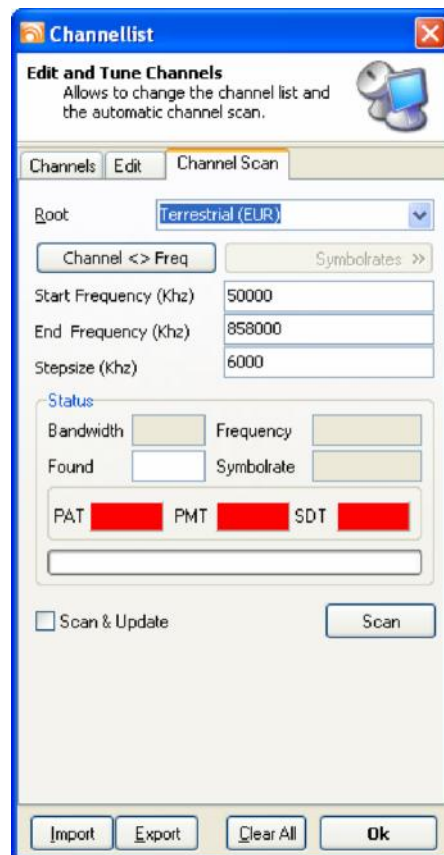 Channellist
Edit and Tune Channels
Allows to change the channel list and
the automatic channel scan.
Channels Edit Channel Scan
Root Terrestrial (EUR)
Channel <> Freq Symbolrates >>
Start Frequency (Khz) 50000
End Frequency (Khz) 858000
Stepsize (Khz) 6000
Status
Bandwidth Frequency
Found Symbolrate
PAT PMT SDT
Scan & Update Scan
Import Export Clear All Ok